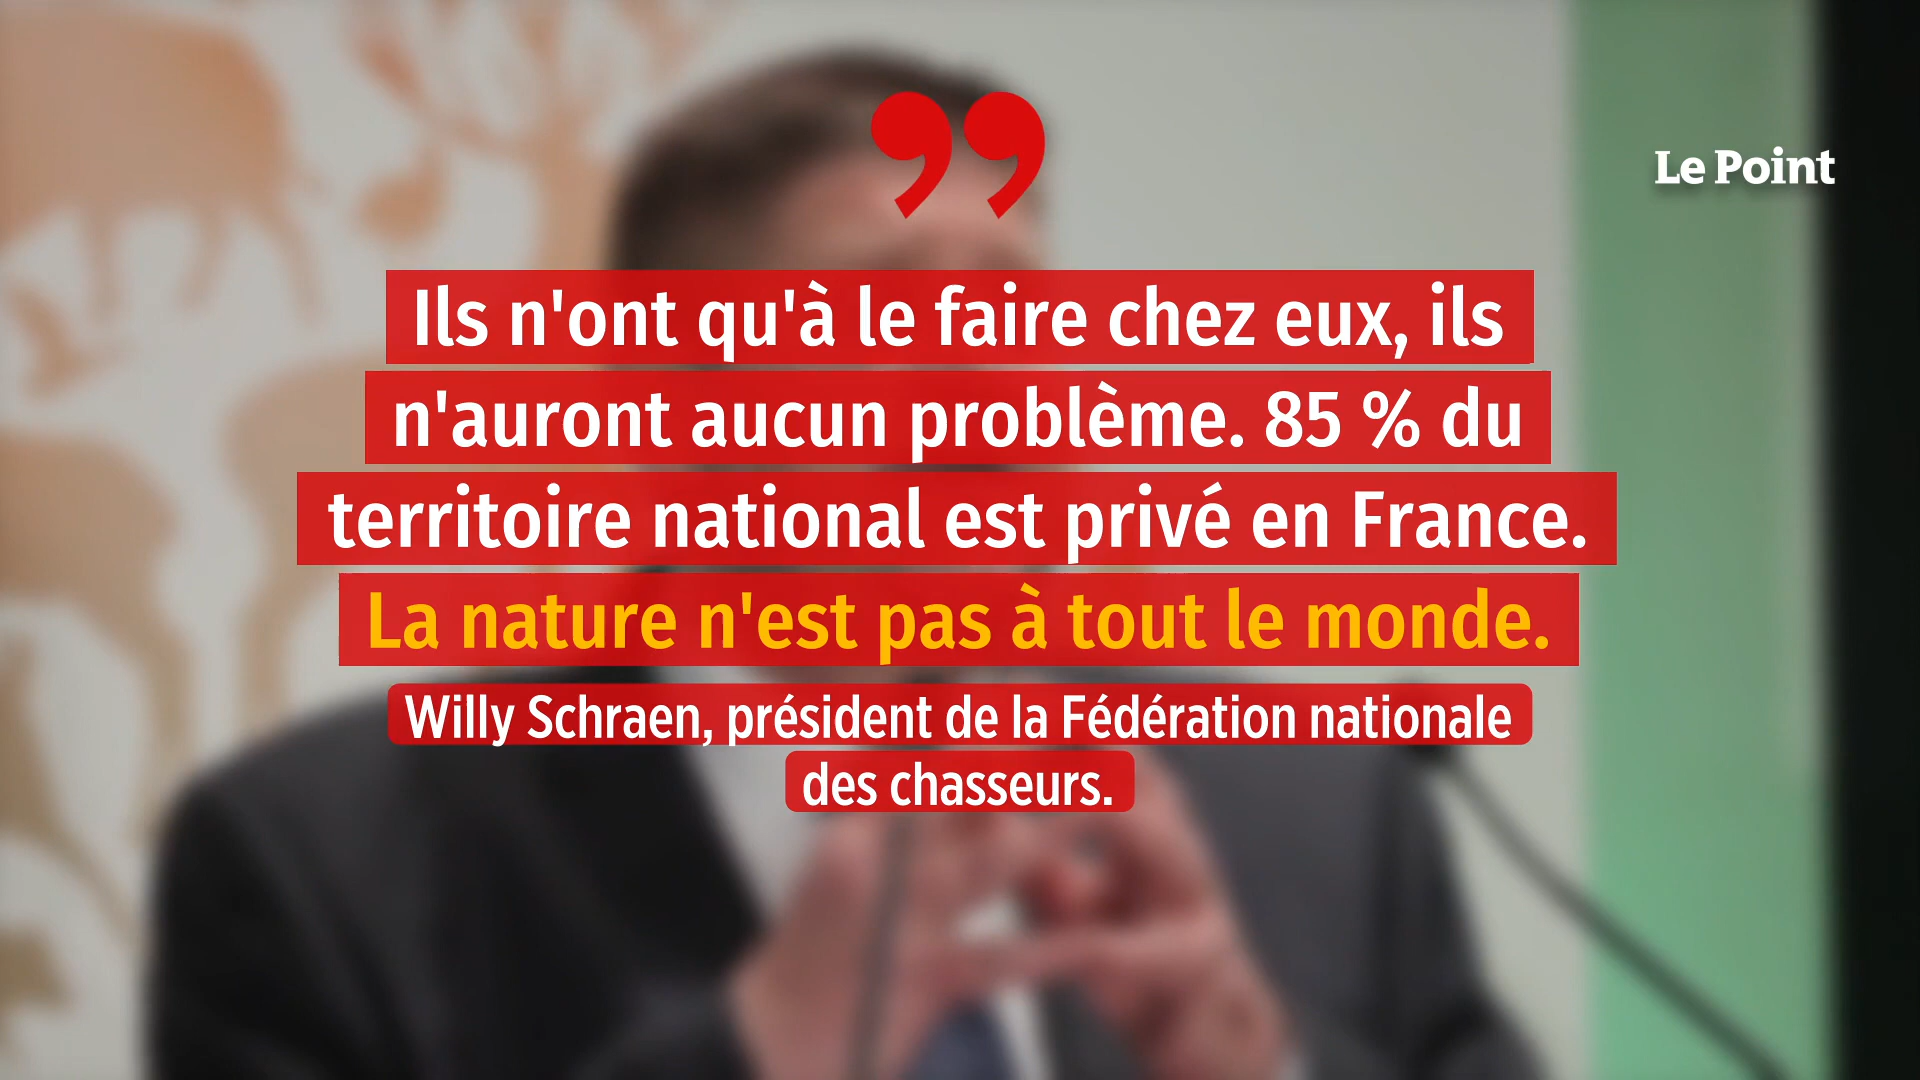 ”
Le Point
Ils n'ont qu'à le faire chez eux, ils
n'auront aucun problème. 85 % du
territoire national est privé en France.
La nature n'est pas à tout le monde.
Willy Schraen, président de la Fédération nationale
des chasseurs.